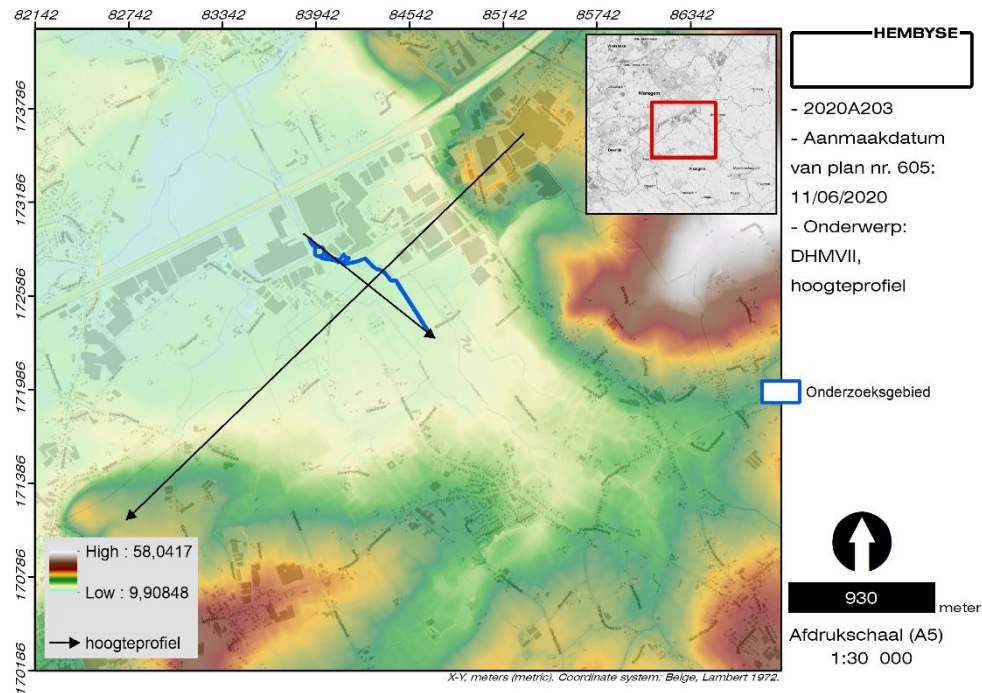 82142 82742 83342 83942 84542 85142 85742 86342
173786
173186
172586
171986
171386
170786
170186
High : 58,0417
Low : 9,90848
hoogteprofiel
X-Y, meters (metric). Coordinate system: Belge, Lambert 1972.
HEMBYSE
- 2020A203
- Aanmaakdatum
van plan nr. 605:
11/06/2020
- Onderwerp:
DHMVII,
hoogteprofiel
Onderzoeksgebied
930
meter
Afdrukschaal (A5)
1:30 000